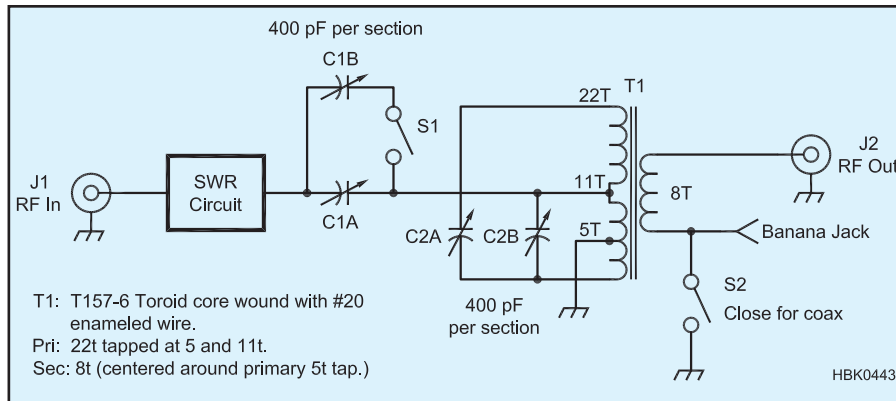 400 pF per section
C1B
S1
22T
T1
J1
RF In
SWR
Circuit
C1A
11T
5T
C2A
C2B
8T
J2
RF Out
Banana Jack
400 pF
per section
S2
Close for coax
T1: T157-6 Toroid core wound with #20
enameled wire.
Pri: 22t tapped at 5 and 11t.
Sec: 8t (centered around primary 5t tap.)
HBK0443